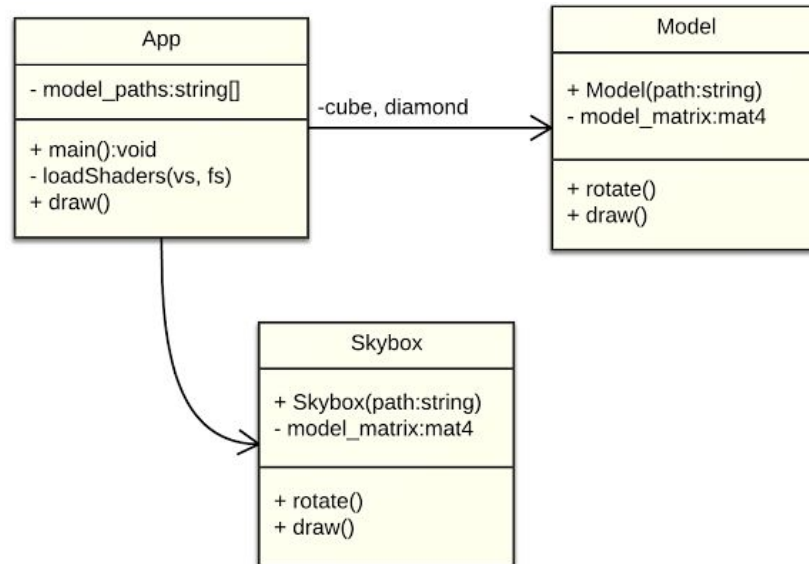 App
- model_paths:string[]
+ main():void
- loadShaders(vs, fs)
+ draw()
-cube, diamond
Model
+ Model(path:string)
- model_matrix:mat4
+ rotate()
+ draw()
Skybox
+ Skybox(path:string)
- model_matrix:mat4
+ rotate()
+ draw()